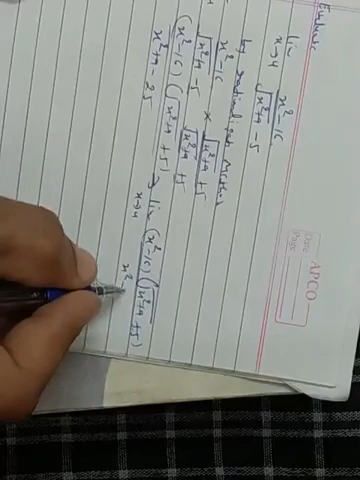 APCO
Date
Page
Evaluate
lim x→4 x²-16 / √x²+9 - 5
by rationalization method
x²-16 / √x²+9 - 5 × √x²+9 + 5 / √x²+9 + 5
(x²-16) (√x²+9 + 5) / x²+9 - 25 ⇒ lim x→4 (x²-16) (√x²+9 + 5) / x²-